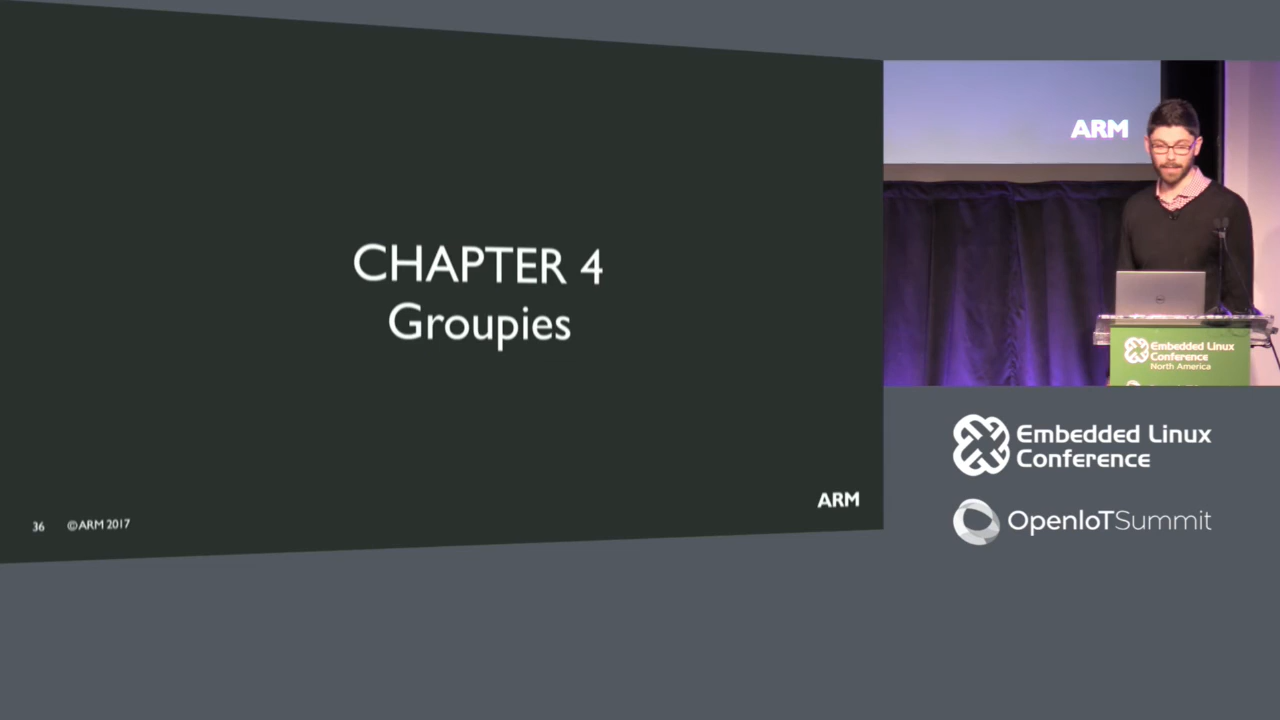 CHAPTER 4
Groupies
36 ©ARM 2017
ARM
ARM
Embedded Linux
Conference
North America
Embedded Linux
Conference
OpenIoTSummit